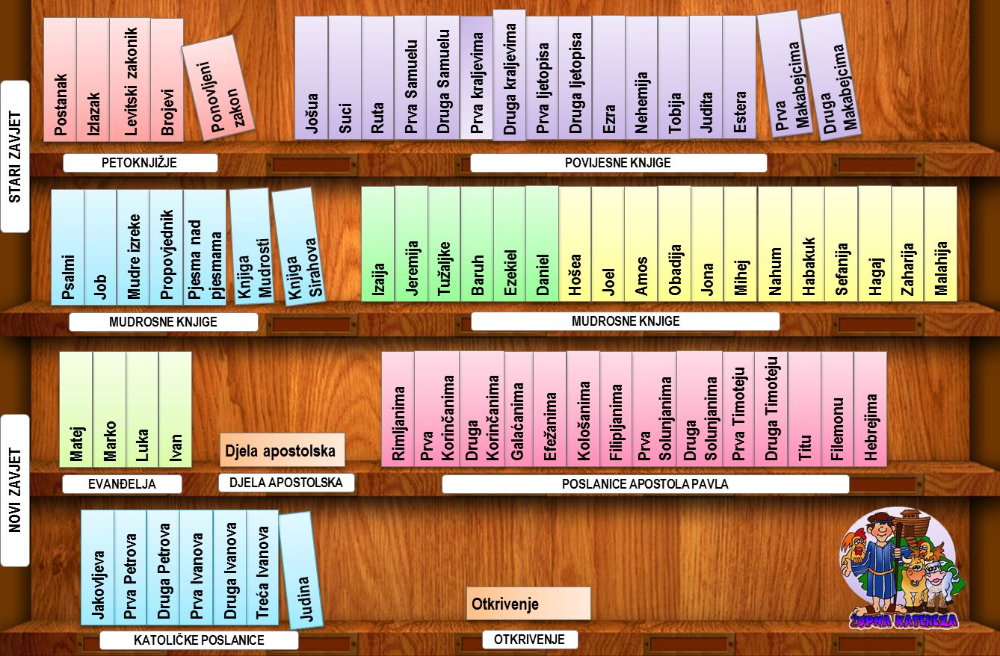 STARI ZAVJET
Postanak
Izlazak
Levitski zakonik
Brojevi
Ponovljeni
zakon
PETOKNJIŽJE
Jošua
Suci
Ruta
Prva Samuelu
Druga Samuelu
Prva kraljevima
Druga kraljevima
Prva ljetopisa
Druga ljetopisa
Ezra
Nehemija
Tobija
Judita
Estera
Prva
Makabejcima
Druga
Makabejcima
POVIJESNE KNJIGE
Psalmi
Job
Mudre izreke
Propovjednik
Pjesma nad
pjesmama
Knjiga
Mudrosti
Knjiga
Sirahova
MUDROSNE KNJIGE
Izaija
Jeremija
Tužaljke
Baruh
Ezekiel
Daniel
Hošea
Joel
Amos
Obadija
Jona
Mihej
Nahum
Habakuk
Sefanija
Hagaj
Zaharija
Malahija
MUDROSNE KNJIGE
NOVI ZAVJET
Matej
Marko
Luka
Ivan
EVANĐELJA
Djela apostolska
DJELA APOSTOLSKA
Rimljanima
Prva
Korinčanima
Druga
Korinčanima
Galaćanima
Efežanima
Kološanima
Filipljanima
Prva
Solunjanima
Druga
Solunjanima
Prva Timoteju
Druga Timoteju
Titu
Filemonu
Hebrejima
POSLANICE APOSTOLA PAVLA
Jakovljeva
Prva Petrova
Druga Petrova
Prva Ivanova
Druga Ivanova
Treća Ivanova
Judina
KATOLIČKE POSLANICE
Otkrivenje
OTKRIVENJE
ŽUPNA KATEHEZA